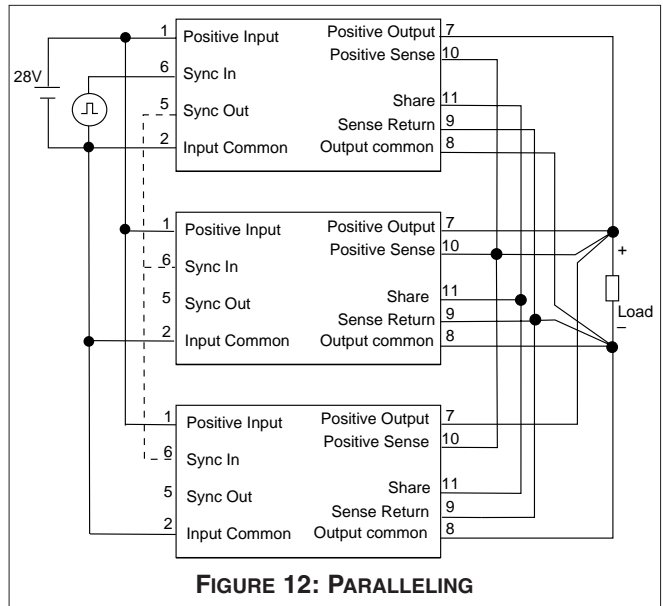 28V
1 Positive Input Positive Output 7
Positive Sense 10
6 Sync In
Share 11
5 Sync Out
Sense Return 9
2 Input Common Output common 8
1 Positive Input Positive Output 7
Positive Sense 10
6 Sync In
+
5 Sync Out Share 11
Load
Sense Return 9
2 Input Common Output common 8
–
1 Positive Input Positive Output 7
Positive Sense 10
6 Sync In
Share 11
5 Sync Out
Sense Return 9
2 Input Common Output common 8
FIGURE 12: PARALLELING